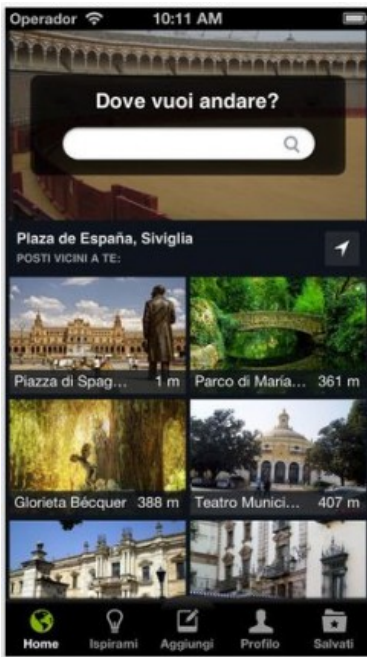 Operador 10:11 AM
Dove vuoi andare?
Plaza de España, Siviglia
POSTI VICINI A TE:
Piazza di Spag... 1 m
Parco di María... 361 m
Glorieta Bécquer 388 m
Teatro Munici... 407 m
Home Ispirami Aggiungi Profilo Salvati